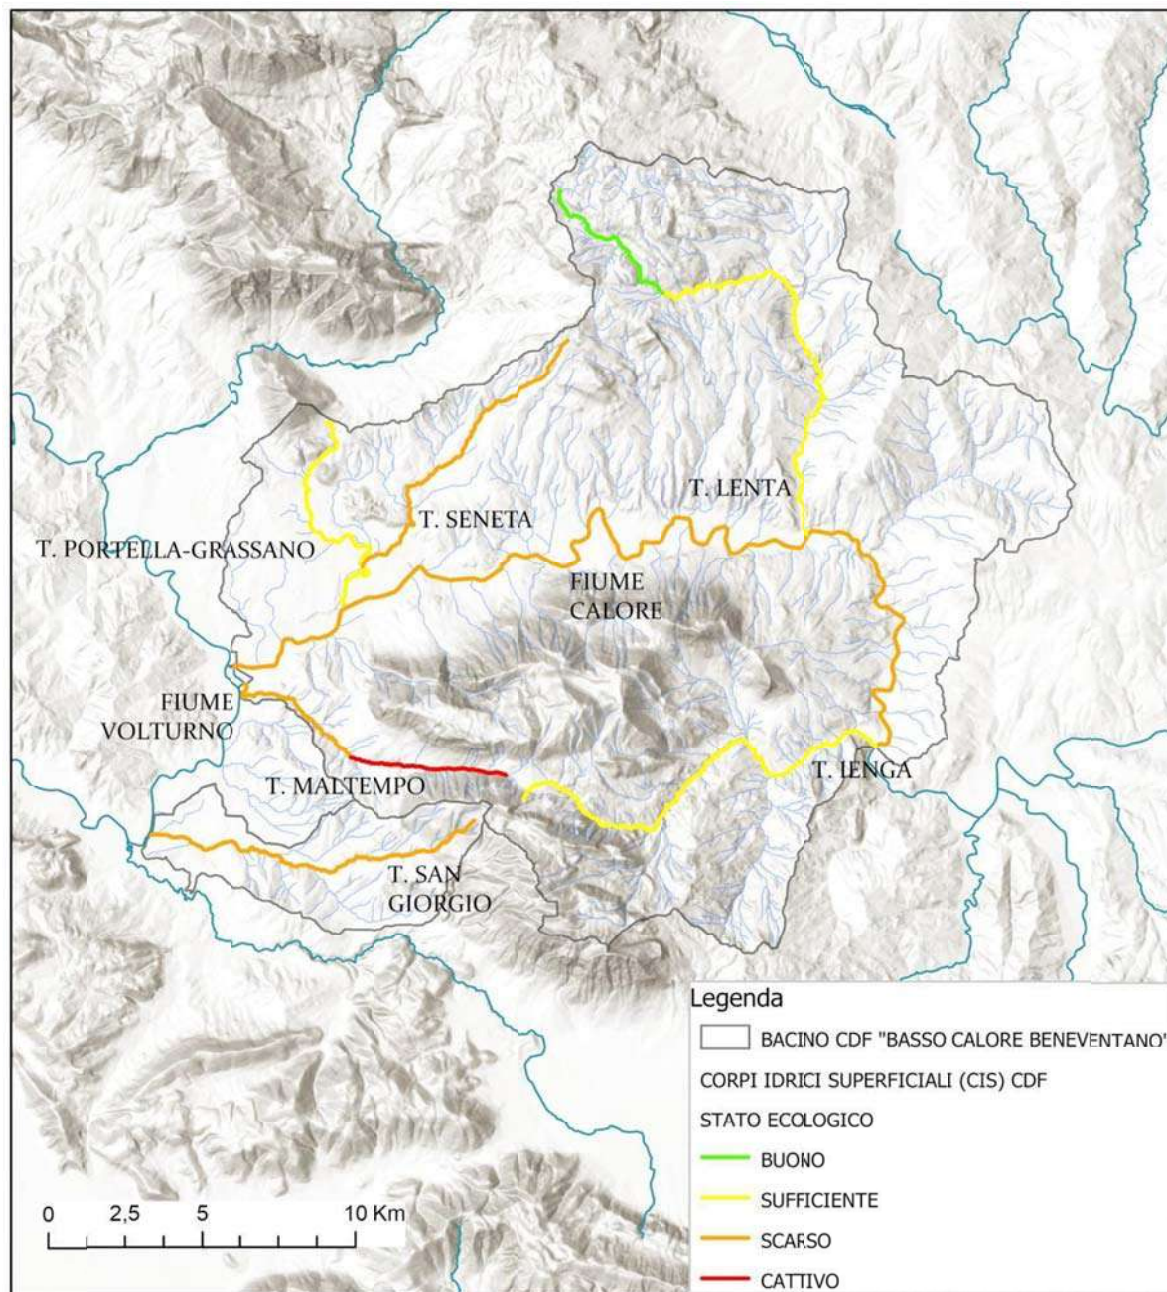 T. LENTA
T. SENETA
T. PORTELLA-GRASSANO
FIUME
CALORE
FIUME
VOLTURNO
T. IENGA
T. MALTEMPO
T. SAN
GIORGIO
Legenda
BACINO CDF "BASSO CALORE BENEVENTANO"
CORPI IDRICI SUPERFICIALI (CIS) CDF
STATO ECOLOGICO
BUONO
SUFFICIENTE
SCARSO
CATTIVO
0 2,5 5 10 Km